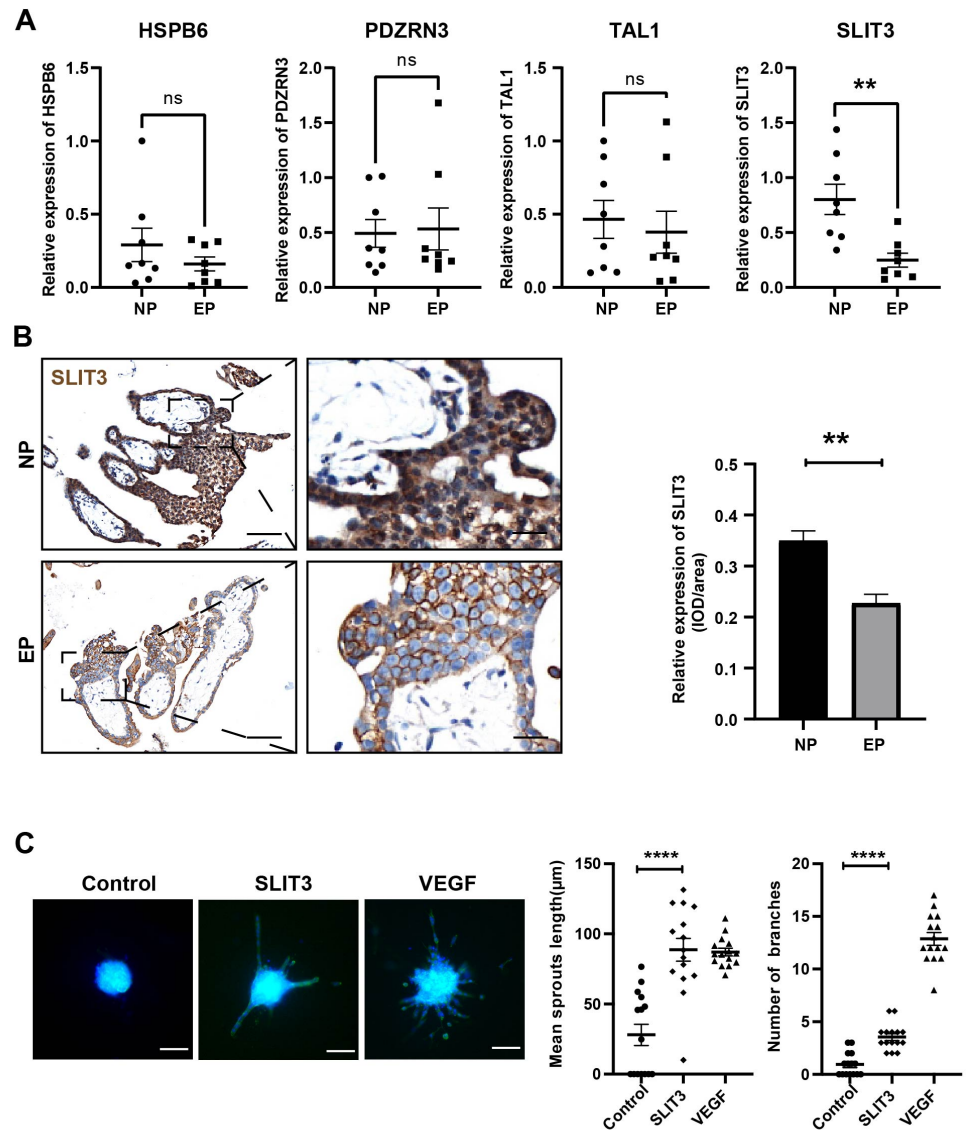 A
HSPB6
PDZRN3
TAL1
SLIT3
Relative expression of HSPB6
1.5
1.0
0.5
0.0
ns
NP
EP
Relative expression of PDZRN3
2.0
1.5
1.0
0.5
0.0
ns
NP
EP
Relative expression of TAL1
1.5
1.0
0.5
0.0
ns
NP
EP
Relative expression of SLIT3
2.0
1.5
1.0
0.5
0.0
**
NP
EP
B
SLIT3
NP
EP
Relative expression of SLIT3
(IOD/area)
0.5
0.4
0.3
0.2
0.1
0.0
**
NP
EP
C
Control
SLIT3
VEGF
Mean sprouts length(μm)
150
100
50
0
****
Control
SLIT3
VEGF
Number of branches
20
15
10
5
0
****
Control
SLIT3
VEGF